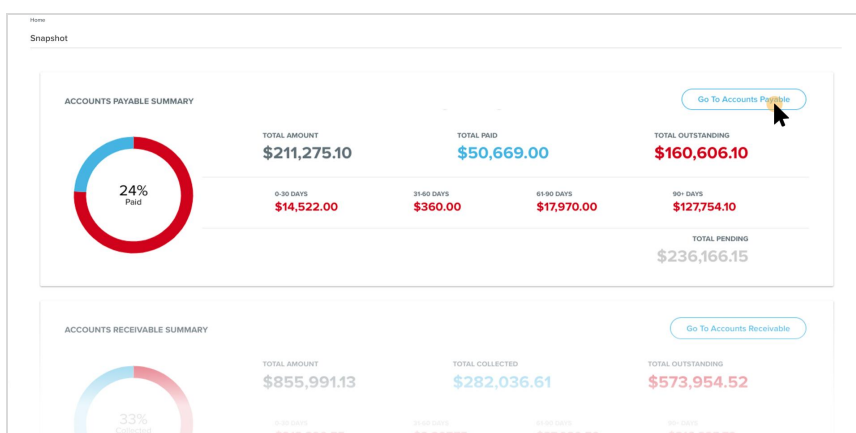 Home
Snapshot
ACCOUNTS PAYABLE SUMMARY
Go To Accounts Payable
TOTAL AMOUNT TOTAL PAID TOTAL OUTSTANDING
$211,275.10 $50,669.00 $160,606.10
24%
Paid
0-30 DAYS 31-60 DAYS 61-90 DAYS 90+ DAYS
$14,522.00 $360.00 $17,970.00 $127,754.10
TOTAL PENDING
$236,166.15
ACCOUNTS RECEIVABLE SUMMARY
Go To Accounts Receivable
TOTAL AMOUNT TOTAL COLLECTED TOTAL OUTSTANDING
$855,991.13 $282,036.61 $573,954.52
33%
Collected